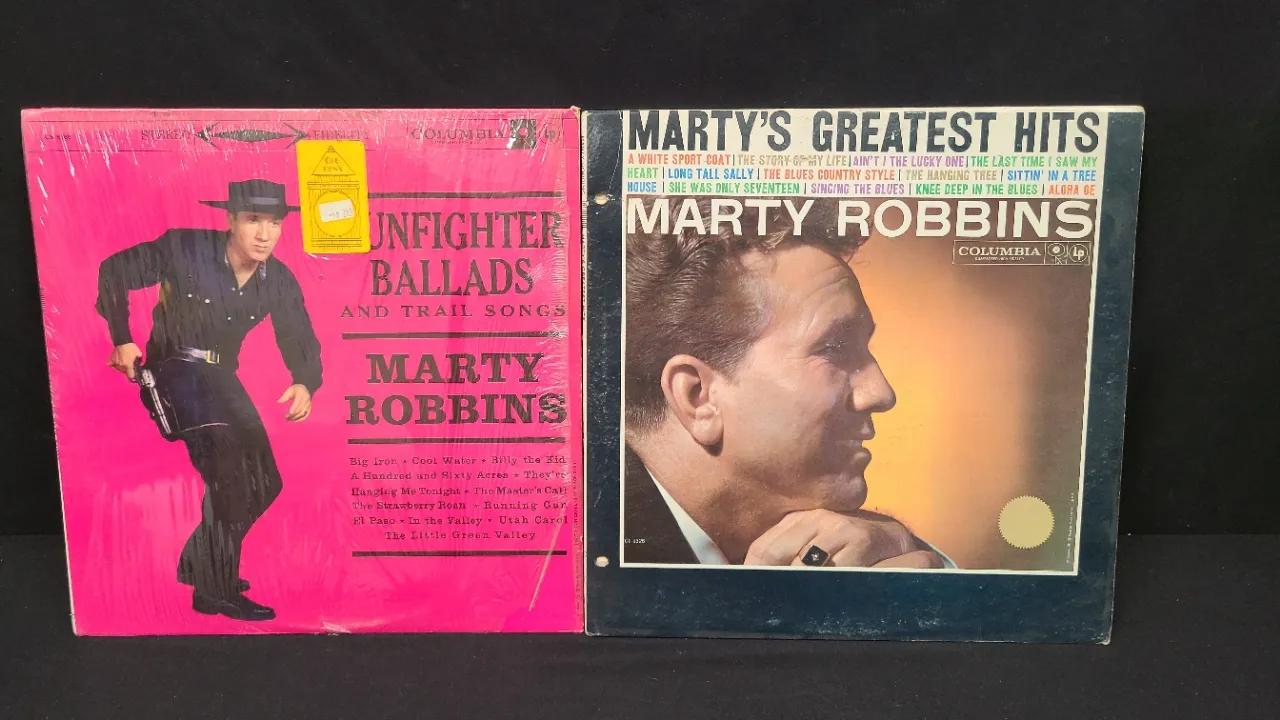 STEREO FIDELITY COLUMBIA
GUNFIGHTER
BALLADS
AND TRAIL SONGS
MARTY
ROBBINS
Big Iron • Cool Water • Billy the Kid
A Hundred and Sixty Acres • They're
Hanging Me Tonight • The Master's Call
The Strawberry Roan • Running Gun
El Paso • In the Valley • Utah Carol
The Little Green Valley
MARTY'S GREATEST HITS
A WHITE SPORT COAT | THE STORY OF MY LIFE | AIN'T I THE LUCKY ONE | THE LAST TIME I SAW MY
HEART | LONG TALL SALLY | THE BLUES COUNTRY STYLE | THE HANGING TREE | SITTIN' IN A TREE
HOUSE | SHE WAS ONLY SEVENTEEN | SINGING THE BLUES | KNEE DEEP IN THE BLUES | ALOHA OE
MARTY ROBBINS
COLUMBIA LP